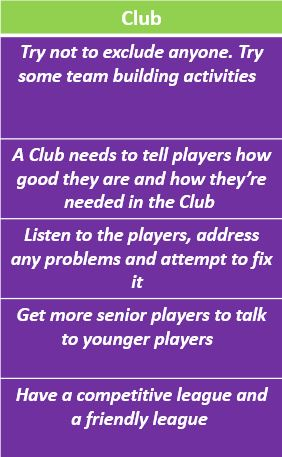 Club
Try not to exclude anyone. Try
some team building activities
A Club needs to tell players how
good they are and how they’re
needed in the Club
Listen to the players, address
any problems and attempt to fix
it
Get more senior players to talk
to younger players
Have a competitive league and
a friendly league